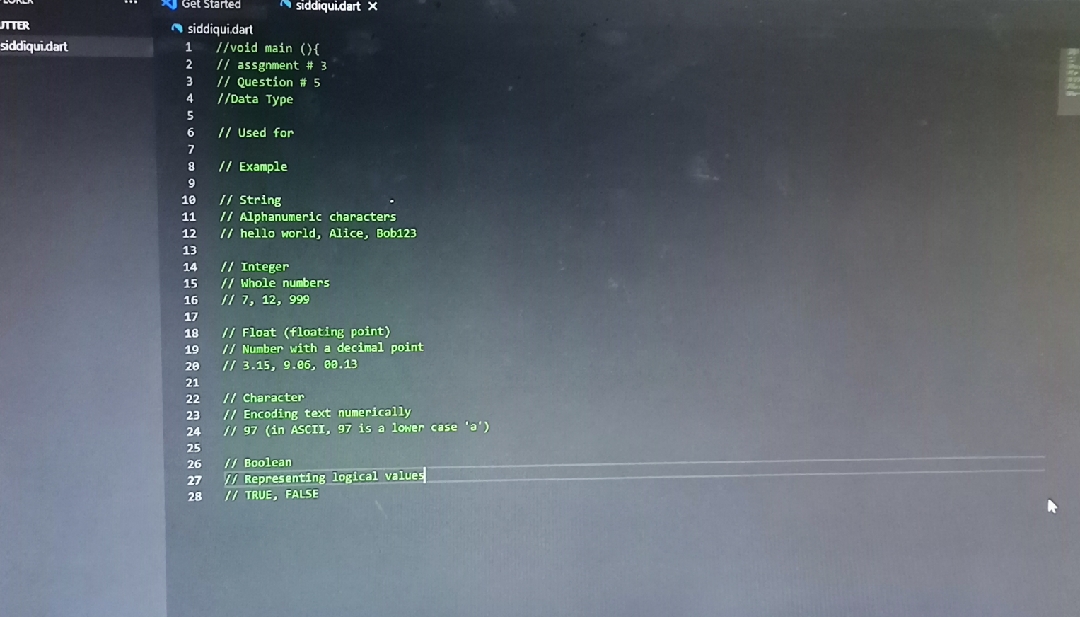 Get Started
siddiqui.dart
UTTER
siddiqui.dart
siddiqui.dart
1 //void main (){
2 // assgnment # 3
3 // Question # 5
4 //Data Type
5
6 // Used for
7
8 // Example
9
10 // String
11 // Alphanumeric characters
12 // hello world, Alice, Bob123
13
14 // Integer
15 // Whole numbers
16 // 7, 12, 999
17
18 // Float (floating point)
19 // Number with a decimal point
20 // 3.15, 9.06, 00.13
21
22 // Character
23 // Encoding text numerically
24 // 97 (in ASCII, 97 is a lower case 'a')
25
26 // Boolean
27 // Representing logical values
28 // TRUE, FALSE